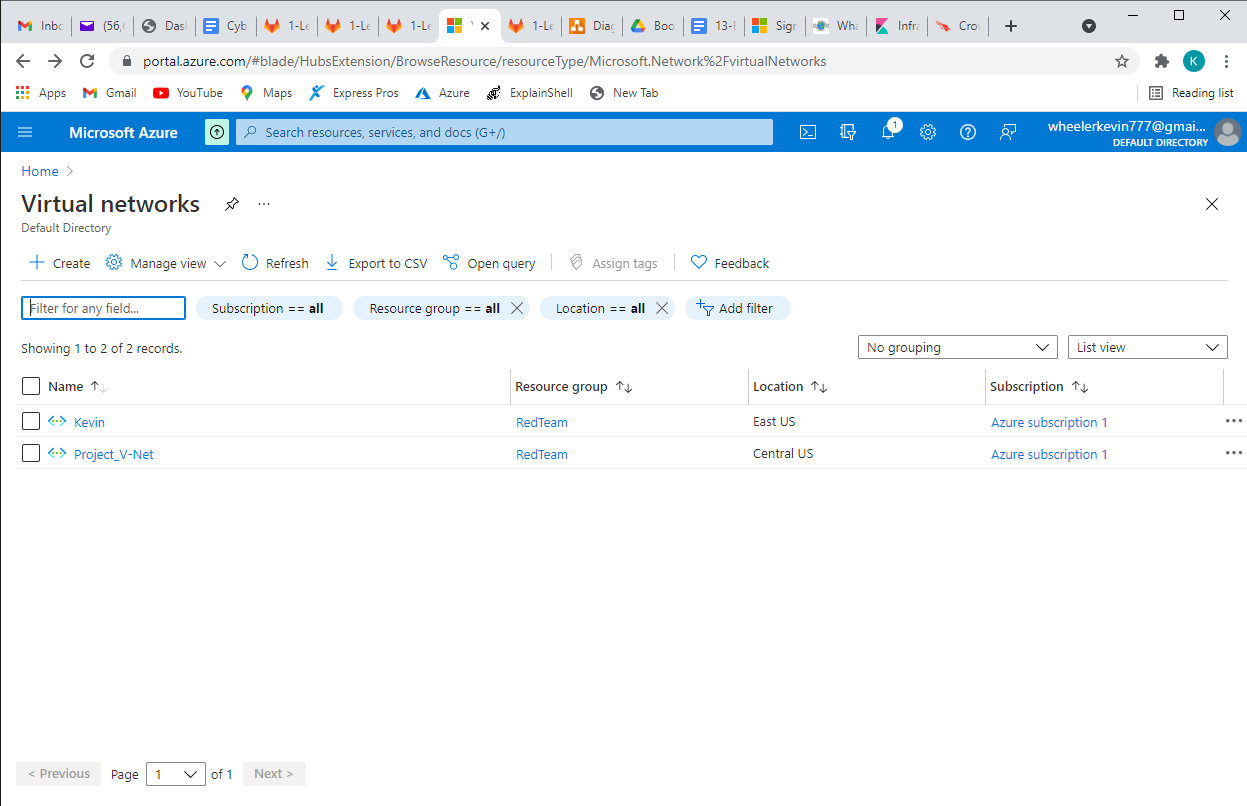 Inbo (56, Das Cyb 1-Le 1-Le 1-Le 1-Le Diag Boo 13-E Sign Wha Infra Cro
portal.azure.com/#blade/HubsExtension/BrowseResource/resourceType/Microsoft.Network%2FvirtualNetworks K
Apps Gmail YouTube Maps Express Pros Azure ExplainShell New Tab Reading list
Microsoft Azure Search resources, services, and docs (G+/) 1 wheelerkevin777@gmai...
DEFAULT DIRECTORY
Home >
Virtual networks ...
Default Directory
Create Manage view Refresh Export to CSV Open query Assign tags Feedback
Filter for any field... Subscription == all Resource group == all Location == all Add filter
Showing 1 to 2 of 2 records. No grouping List view
Name Resource group Location Subscription
Kevin RedTeam East US Azure subscription 1 ...
Project_V-Net RedTeam Central US Azure subscription 1 ...
< Previous Page 1 of 1 Next >